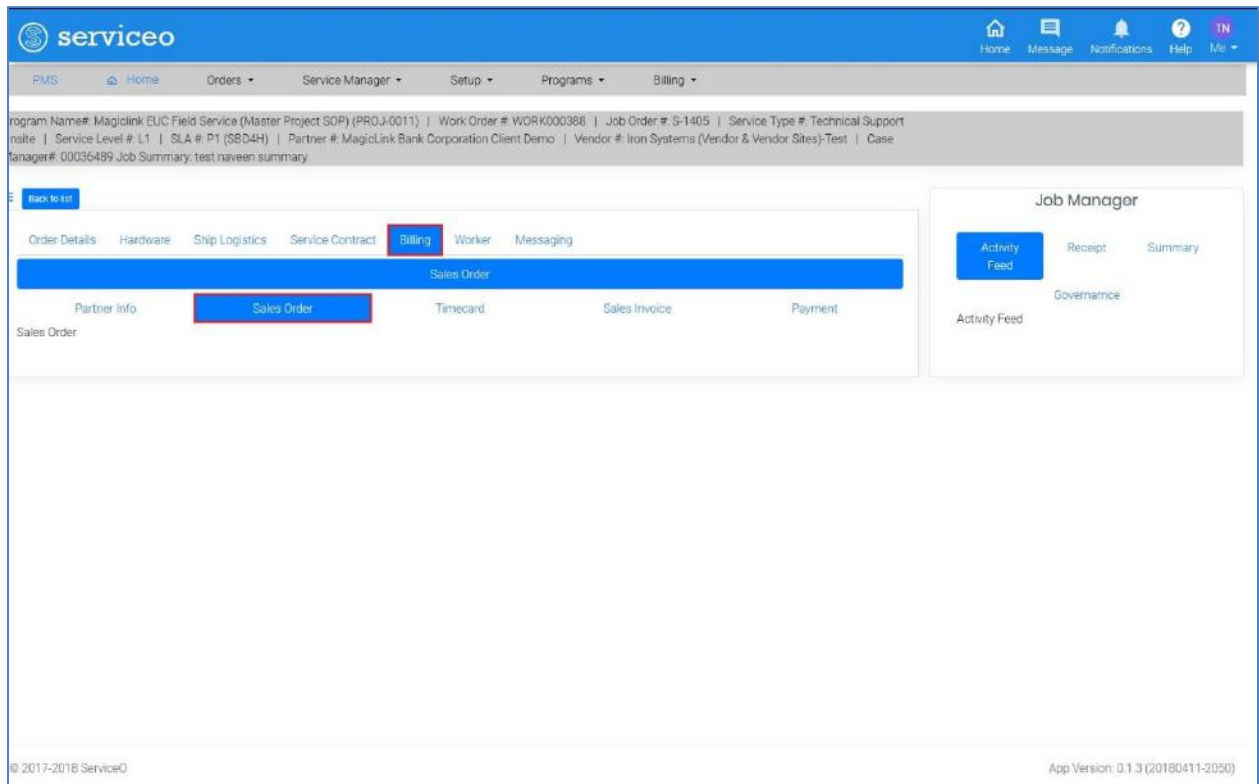 serviceo
Home Message Notifications Help TN Me
PMS Home Orders Service Manager Setup Programs Billing
rogram Name#: Magiclink EUC Field Service (Master Project SOP) (PROJ-0011) | Work Order #: WORK000388 | Job Order #: S-1405 | Service Type #: Technical Support
nsite | Service Level #: L1 | SLA #: P1 (SBD4H) | Partner #: MagicLink Bank Corporation Client Demo | Vendor #: Iron Systems (Vendor & Vendor Sites)-Test | Case
Manager#: 00036489 Job Summary: test naveen summary
Back to list
Order Details Hardware Ship Logistics Service Contract Billing Worker Messaging
Sales Order
Partner Info Sales Order Timecard Sales Invoice Payment
Sales Order
Job Manager
Activity Feed Receipt Summary
Governamce
Activity Feed
© 2017-2018 ServiceO
App Version: 0.1.3 (20180411-2050)